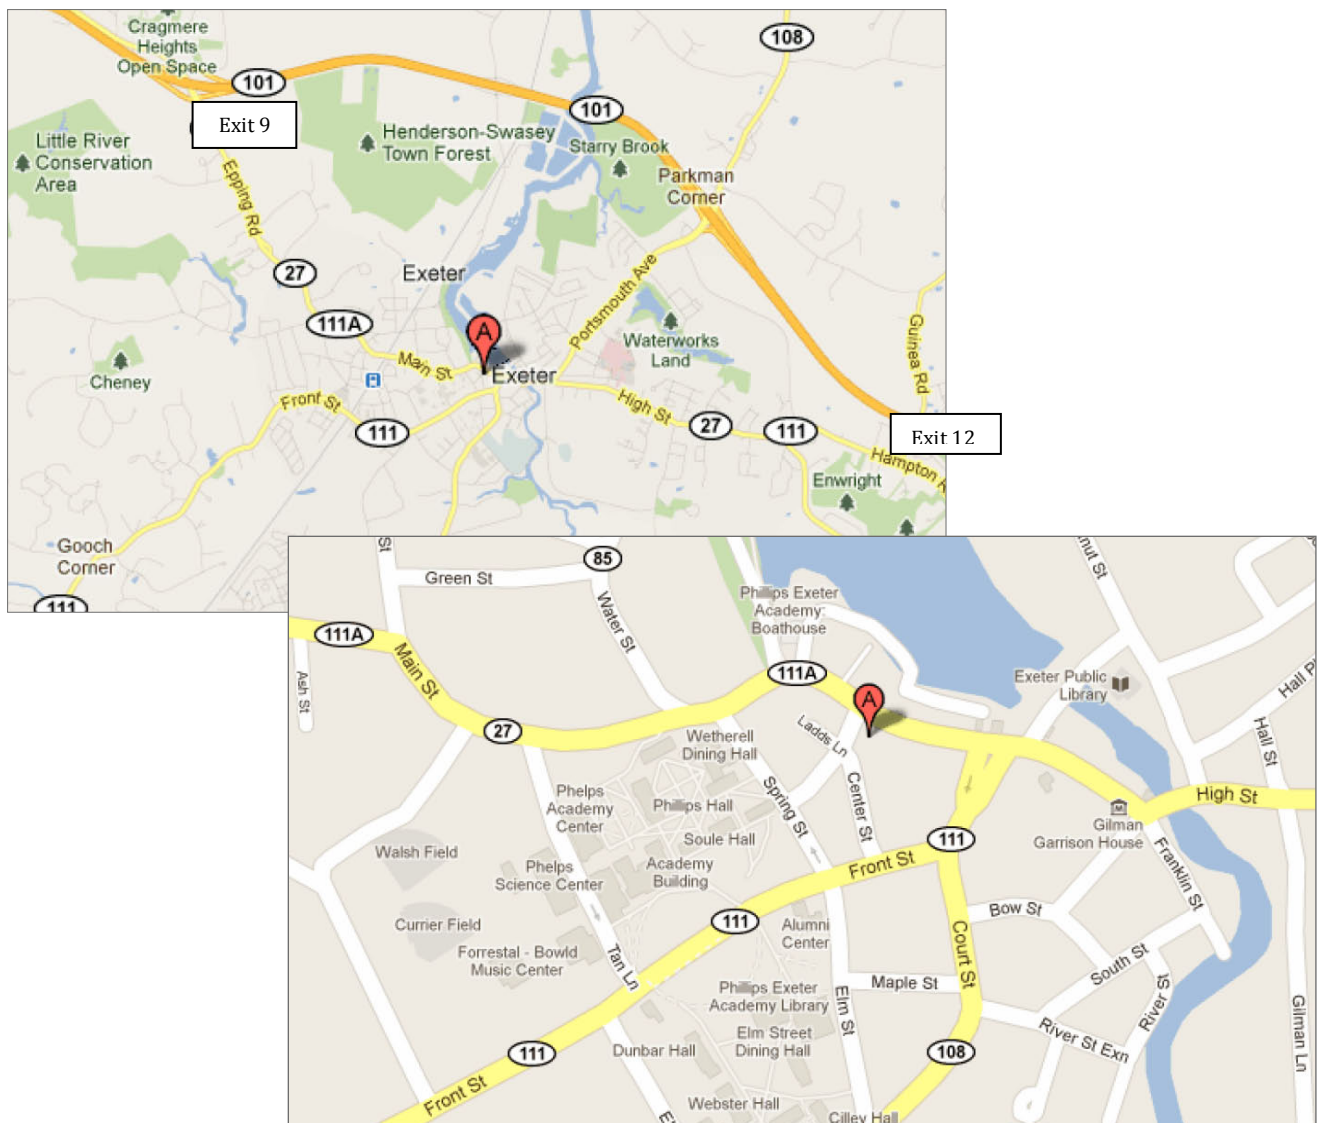 Cragmere
Heights
Open Space
108
101
101
Exit 9
Henderson-Swasey
Town Forest
Starry Brook
Little River
Conservation
Area
Parkman
Corner
Epping Rd
27
Exeter
Portsmouth Ave
111A
A
Waterworks
Land
Guinea Rd
Cheney
Main St
Exeter
Front St
High St
27
111
111
Exit 12
Hampton
Enwright
Gooch
Corner
111
St
Green St
85
Water St
Phillips Exeter
Academy:
Boathouse
111A
Main St
Ash St
111A
A
Exeter Public
Library
Hall
Hall St
27
Wetherell
Dining Hall
Ladds Ln
Phelps
Academy
Center
Phillips Hall
Spring St
Center St
High St
Soule Hall
111
Gilman
Garrison House
Walsh Field
Front St
Phelps
Science Center
Academy
Building
Franklin St
Currier Field
111
Alumni
Center
Bow St
Court St
Forrestal - Bowld
Music Center
Tan Ln
South St
Maple St
Phillips Exeter
Academy Library
Elm St
River St
Elm Street
Dining Hall
River St Exn
Gilman Ln
111
Dunbar Hall
108
Front St
Webster Hall
Cilley Hall